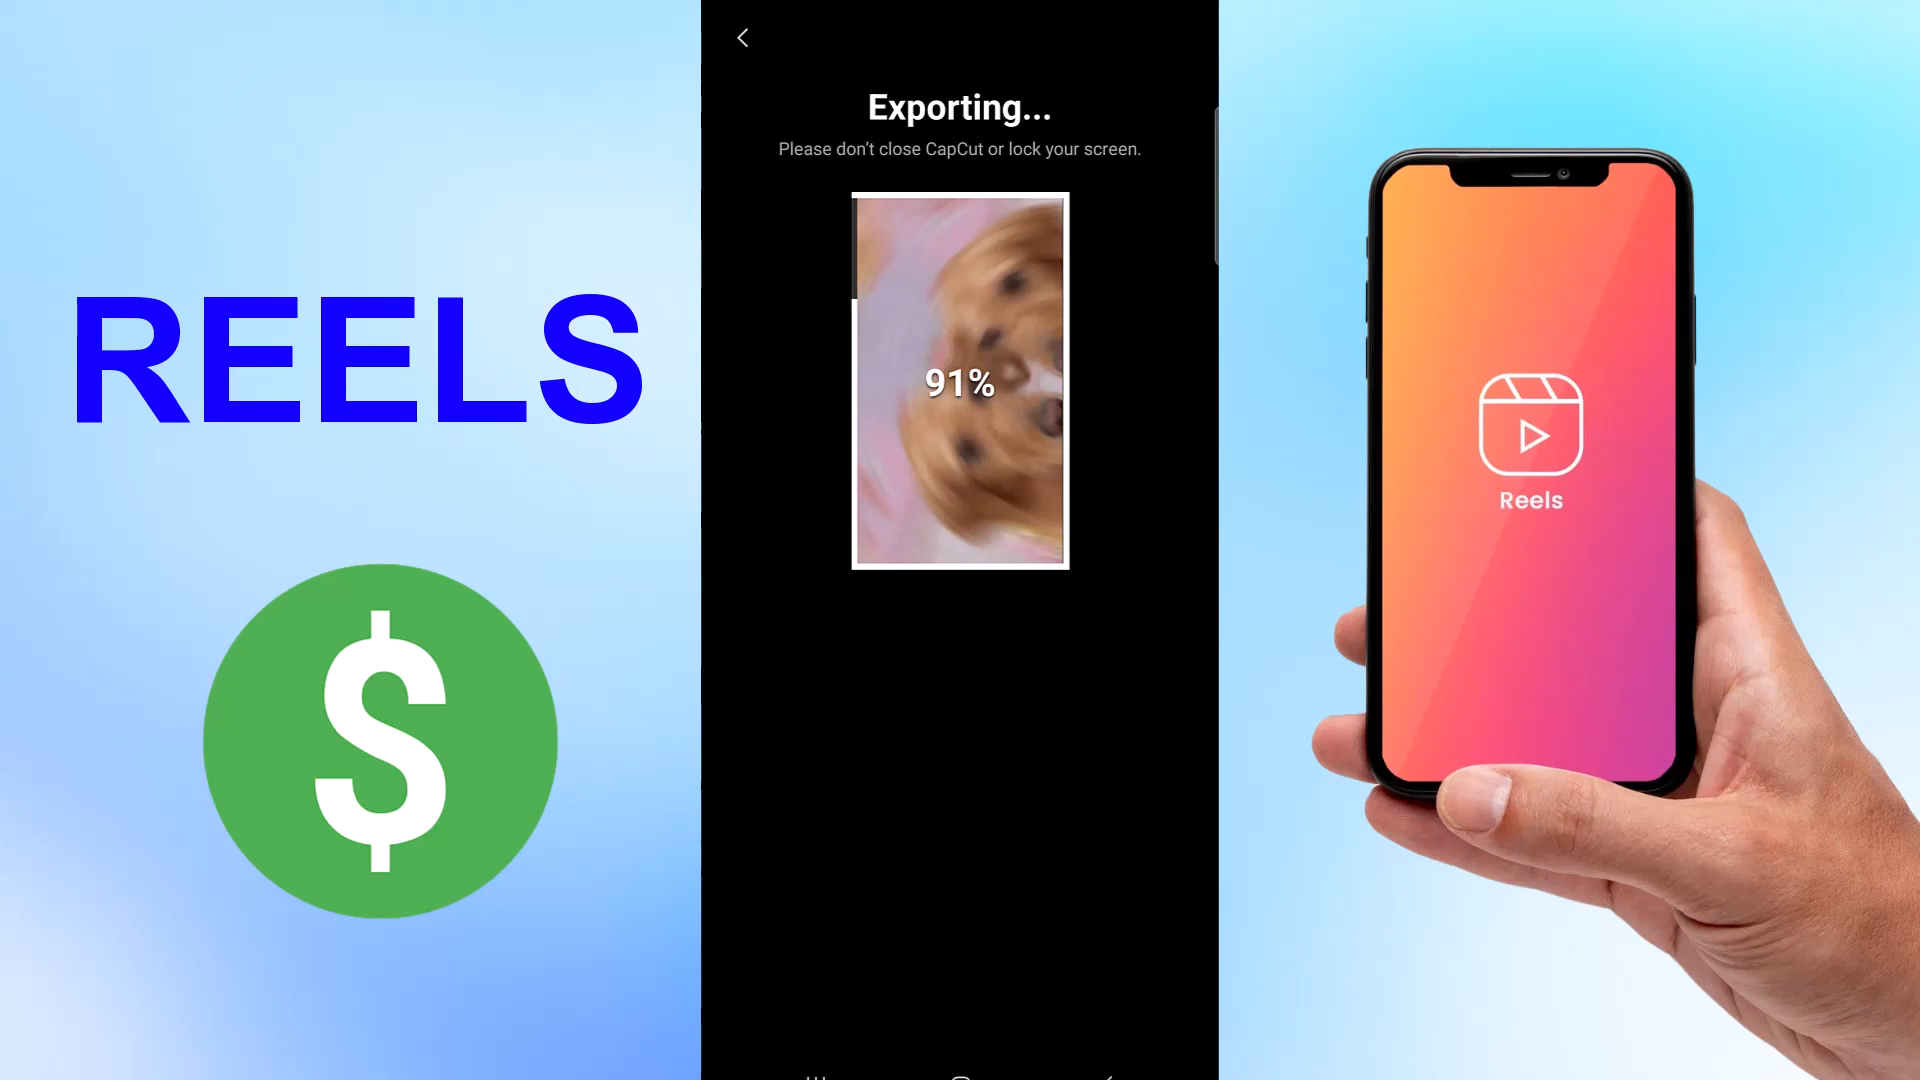 REELS
$
Exporting...
Please don't close CapCut or lock your screen.
91%
Reels